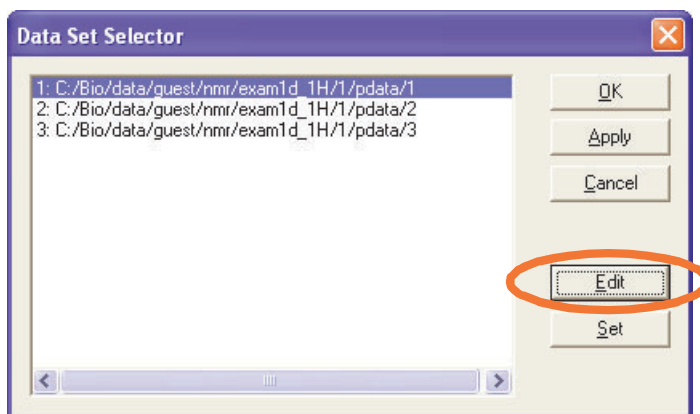 Data Set Selector
1: C:/Bio/data/guest/nmr/exam1d_1H/1/pdata/1
2: C:/Bio/data/guest/nmr/exam1d_1H/1/pdata/2
3: C:/Bio/data/guest/nmr/exam1d_1H/1/pdata/3
OK
Apply
Cancel
Edit
Set